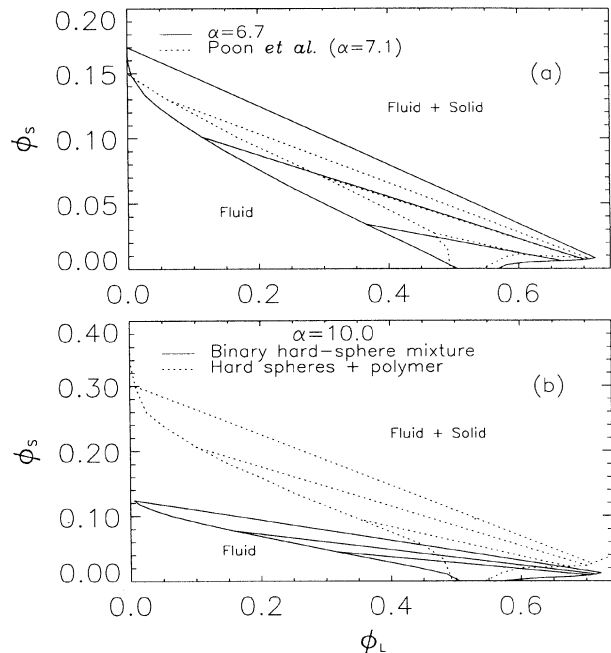 0.20
0.15
0.10
0.05
0.00
ϕS
α=6.7
Poon et al. (α=7.1)
(a)
Fluid + Solid
Fluid
0.0 0.2 0.4 0.6
α=10.0
0.40
0.30
0.20
0.10
0.00
ϕS
Binary hard-sphere mixture
Hard spheres + polymer
(b)
Fluid + Solid
Fluid
0.0 0.2 0.4 0.6
ϕL